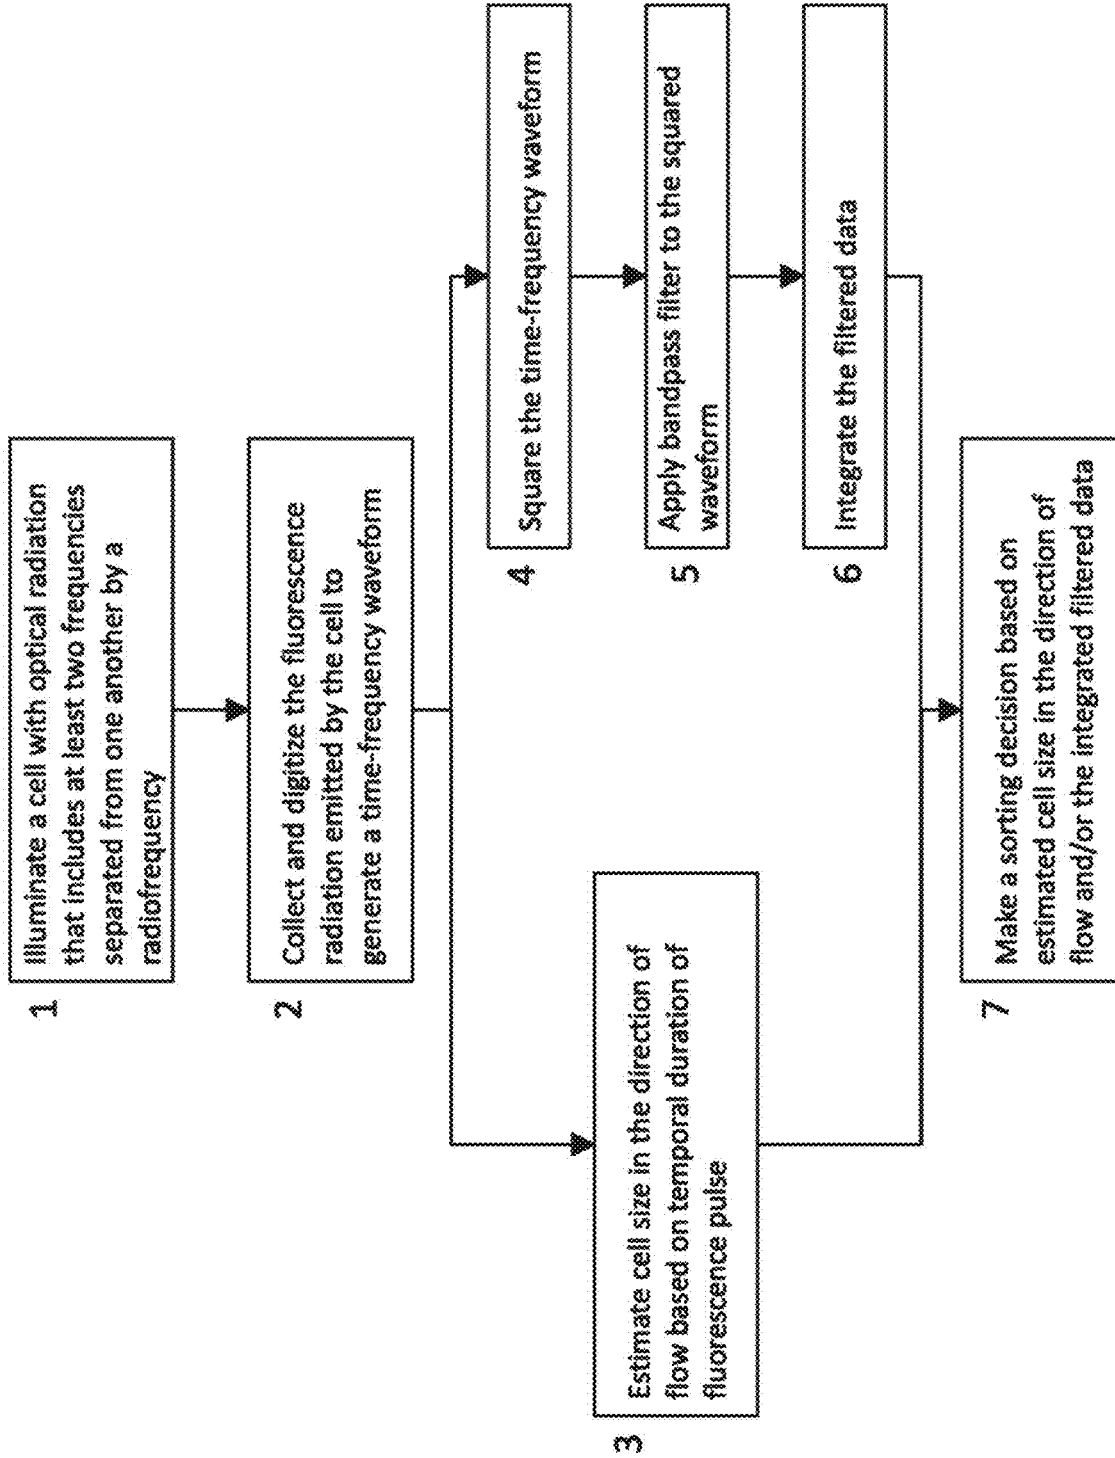 1
Illuminate a cell with optical radiation
that includes at least two frequencies
separated from one another by a
radiofrequency
2
Collect and digitize the fluorescence
radiation emitted by the cell to
generate a time-frequency waveform
3
Estimate cell size in the direction of
flow based on temporal duration of
fluorescence pulse
4
Square the time-frequency waveform
5
Apply bandpass filter to the squared
waveform
6
Integrate the filtered data
7
Make a sorting decision based on
estimated cell size in the direction of
flow and/or the integrated filtered data